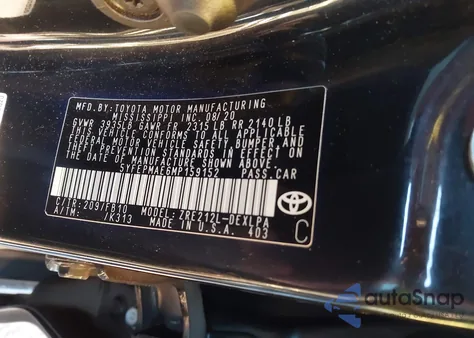 MFD. BY: TOYOTA MOTOR MANUFACTURING
MISSISSIPPI INC. 08/20
GVWR 3935LB GAWR FR 2315 LB RR 2140 LB
THIS VEHICLE CONFORMS TO ALL APPLICABLE
FEDERAL MOTOR VEHICLE SAFETY, BUMPER, AND
THEFT PREVENTION STANDARDS IN EFFECT ON
THE DATE OF MANUFACTURE SHOWN ABOVE.
5YFEPMAE6MP159152 PASS.CAR
C/TR: 209/FB10 MODEL: ZRE212L-DEXLPA
A/TM: /K313 MADE IN U.S.A. 403
C
autoSnap